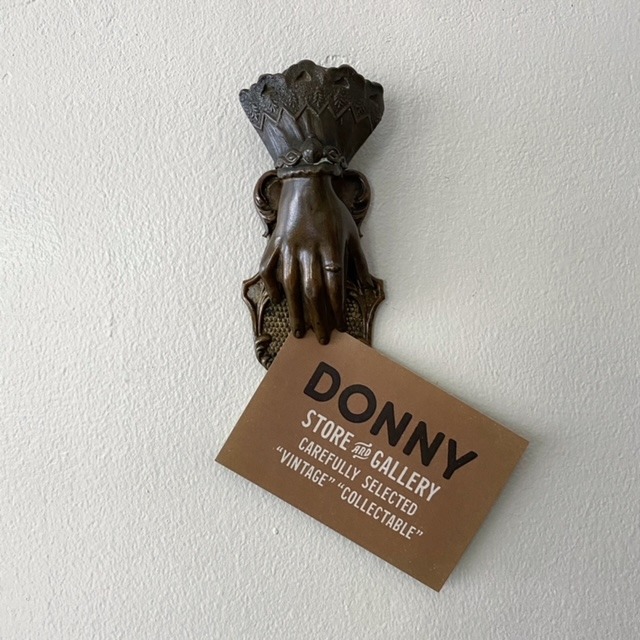 DONNY
STORE AND GALLERY
CAREFULLY SELECTED
“VINTAGE” “COLLECTABLE”